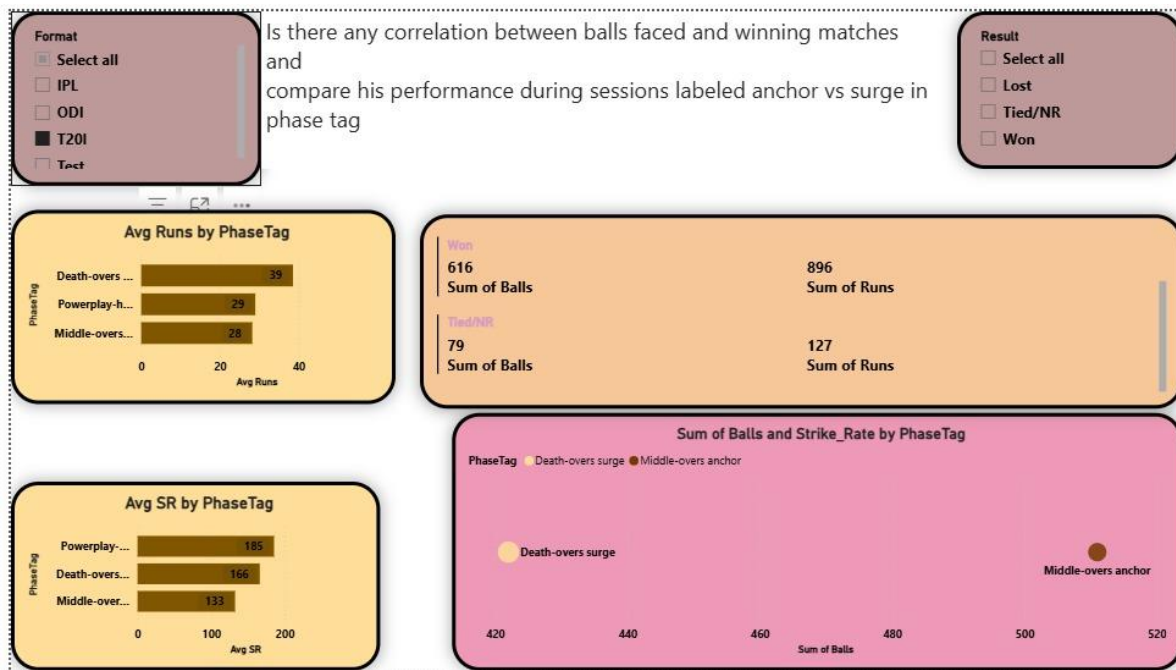 Format
Select all
IPL
ODI
T20I
Test
Is there any correlation between balls faced and winning matches
and
compare his performance during sessions labeled anchor vs surge in
phase tag
Result
Select all
Lost
Tied/NR
Won
Avg Runs by PhaseTag
PhaseTag
Death-overs ... 39
Powerplay-h... 29
Middle-overs... 28
0 20 40
Avg Runs
Won
616 896
Sum of Balls Sum of Runs
Tied/NR
79 127
Sum of Balls Sum of Runs
Avg SR by PhaseTag
PhaseTag
Powerplay-... 185
Death-overs... 166
Middle-over... 133
0 100 200
Avg SR
Sum of Balls and Strike_Rate by PhaseTag
PhaseTag Death-overs surge Middle-overs anchor
Death-overs surge
Middle-overs anchor
420 440 460 480 500 520
Sum of Balls